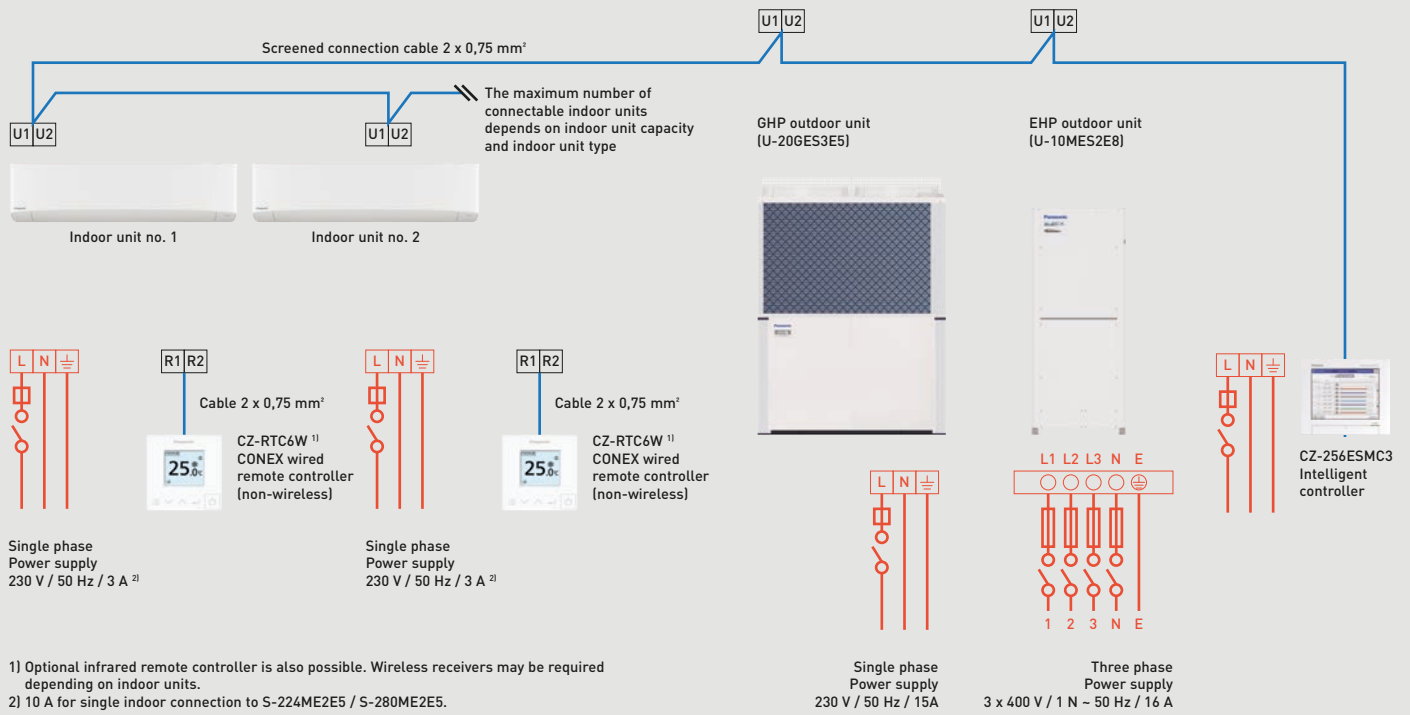 U1 U2
U1 U2
Screened connection cable 2 x 0,75 mm²
The maximum number of
connectable indoor units
depends on indoor unit capacity
and indoor unit type
U1 U2
U1 U2
GHP outdoor unit
(U-20GES3E5)
EHP outdoor unit
(U-10MES2E8)
Indoor unit no. 1
Indoor unit no. 2
Panasonic
Panasonic
L N
R1 R2
L N
R1 R2
L N
Cable 2 x 0,75 mm²
Cable 2 x 0,75 mm²
Panasonic
25.0c
CZ-RTC6W 1)
CONEX wired
remote controller
(non-wireless)
Panasonic
25.0c
CZ-RTC6W 1)
CONEX wired
remote controller
(non-wireless)
CZ-256ESMC3
Intelligent
controller
L N
L1 L2 L3 N E
1 2 3 N E
Single phase
Power supply
230 V / 50 Hz / 3 A 2)
Single phase
Power supply
230 V / 50 Hz / 3 A 2)
Single phase
Power supply
230 V / 50 Hz / 15A
Three phase
Power supply
3 x 400 V / 1 N ~ 50 Hz / 16 A
1) Optional infrared remote controller is also possible. Wireless receivers may be required
depending on indoor units.
2) 10 A for single indoor connection to S-224ME2E5 / S-280ME2E5.